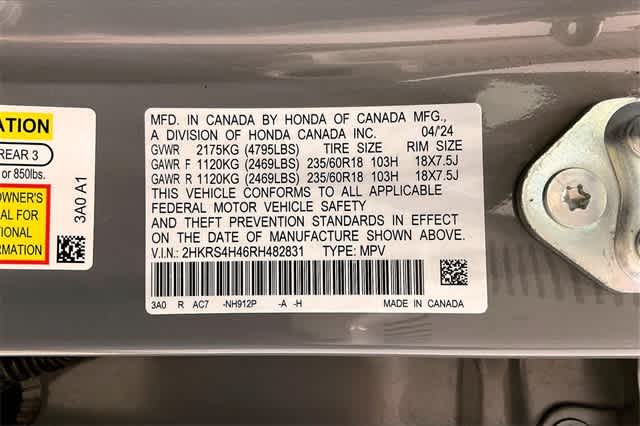 ATION
REAR 3
or 850lbs.
OWNER'S
AL FOR
TIONAL
RMATION
3A0 A1
MFD. IN CANADA BY HONDA OF CANADA MFG.,
A DIVISION OF HONDA CANADA INC. 04/'24
GVWR 2175KG (4795LBS) TIRE SIZE RIM SIZE
GAWR F 1120KG (2469LBS) 235/60R18 103H 18X7.5J
GAWR R 1120KG (2469LBS) 235/60R18 103H 18X7.5J
THIS VEHICLE CONFORMS TO ALL APPLICABLE
FEDERAL MOTOR VEHICLE SAFETY
AND THEFT PREVENTION STANDARDS IN EFFECT
ON THE DATE OF MANUFACTURE SHOWN ABOVE.
V.I.N.: 2HKRS4H46RH482831 TYPE: MPV
3A0 R AC7 -NH912P -A -H MADE IN CANADA